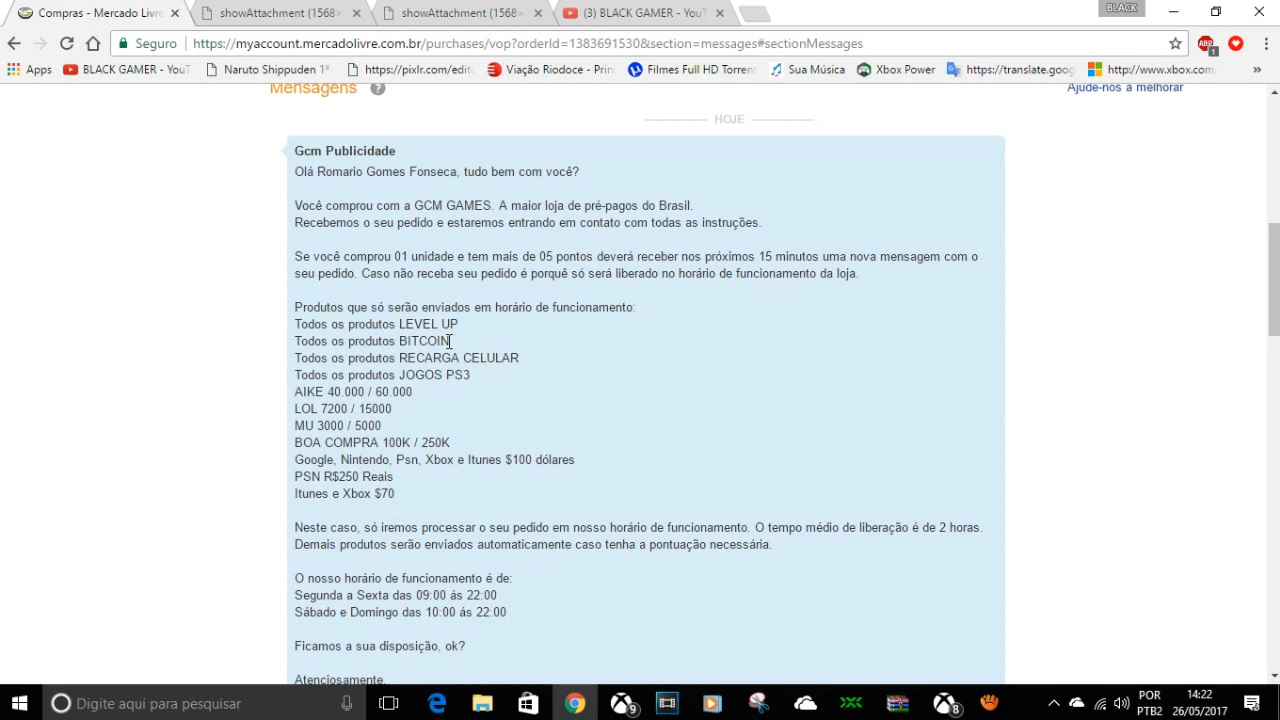 Compras - Mercado Livre
showAttachment (1568×
showAttachment (1568×
(3) BLACK GAMER - YouT
BLACK
Seguro
https://myaccount.mercadolivre.com.br/purchases/vop?orderId=1383691530&section=messages#sectionMessages
ABP
1
Apps
BLACK GAMER - YouT
Naruto Shippuden 1ª
https://pixlr.com/edit
Viação Riodoce - Prin
Filmes Full HD Torrent
Sua Música
Xbox Power
https://translate.goog
http://www.xbox.com
»
Mensagens ?
Ajude-nos a melhorar
HOJE
Gcm Publicidade
Olá Romario Gomes Fonseca, tudo bem com você?
Você comprou com a GCM GAMES. A maior loja de pré-pagos do Brasil.
Recebemos o seu pedido e estaremos entrando em contato com todas as instruções.
Se você comprou 01 unidade e tem mais de 05 pontos deverá receber nos próximos 15 minutos uma nova mensagem com o
seu pedido. Caso não receba seu pedido é porquê só será liberado no horário de funcionamento da loja.
Produtos que só serão enviados em horário de funcionamento:
Todos os produtos LEVEL UP
Todos os produtos BITCOIN
Todos os produtos RECARGA CELULAR
Todos os produtos JOGOS PS3
AIKE 40.000 / 60.000
LOL 7200 / 15000
MU 3000 / 5000
BOA COMPRA 100K / 250K
Google, Nintendo, Psn, Xbox e Itunes $100 dólares
PSN R$250 Reais
Itunes e Xbox $70
Neste caso, só iremos processar o seu pedido em nosso horário de funcionamento. O tempo médio de liberação é de 2 horas.
Demais produtos serão enviados automaticamente caso tenha a pontuação necessária.
O nosso horário de funcionamento é de:
Segunda a Sexta das 09:00 ás 22:00
Sábado e Domingo das 10:00 ás 22:00
Ficamos a sua disposição, ok?
Atenciosamente,
Digite aqui para pesquisar
9
8
POR
PTB2
14:22
26/05/2017